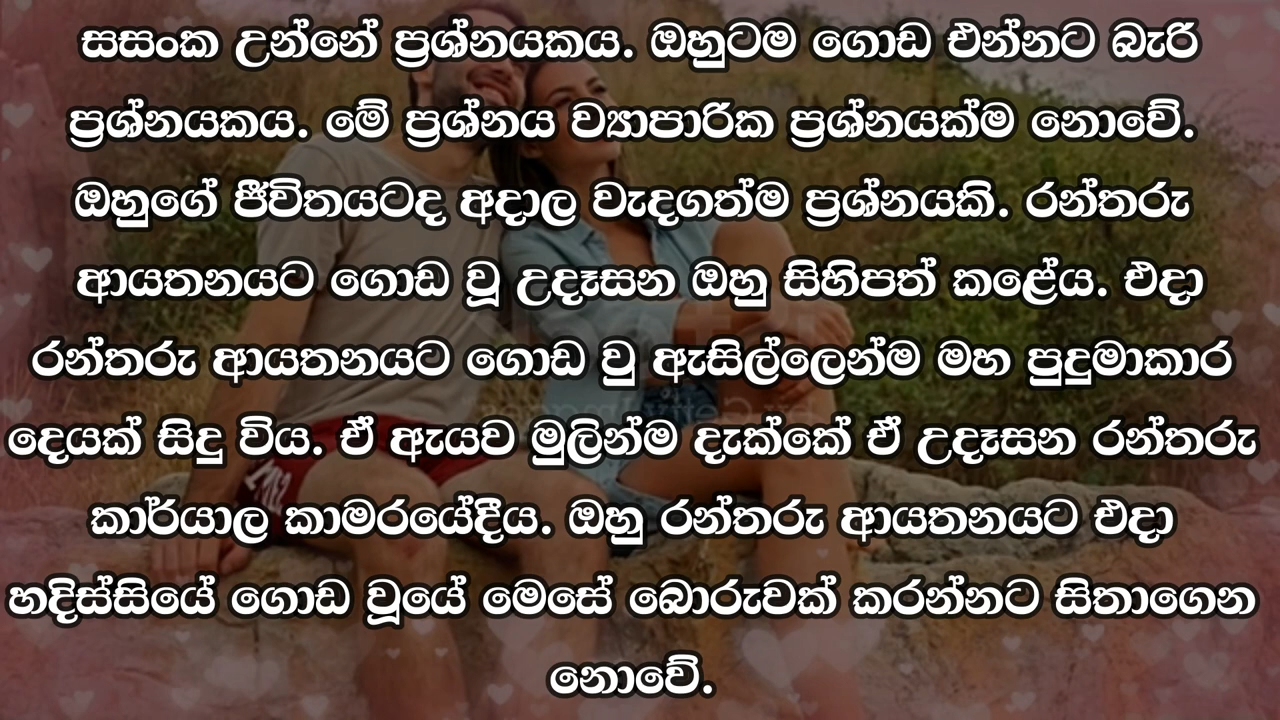 සසංක උන්නේ ප්‍රශ්නයකය. ඔහුටම ගොඩ එන්නට බැරි
ප්‍රශ්නයකය. මේ ප්‍රශ්නය ව්‍යාපාරික ප්‍රශ්නයක්ම නොවේ.
ඔහුගේ ජීවිතයටද අදාල වැදගත්ම ප්‍රශ්නයකි. රන්තරු
ආයතනයට ගොඩ වූ උදෑසන ඔහු සිහිපත් කළේය. එදා
රන්තරු ආයතනයට ගොඩ වු ඇසිල්ලෙන්ම මහ පුදුමාකාර
දෙයක් සිදු විය. ඒ ඇයව මුලින්ම දැක්කේ ඒ උදෑසන රන්තරු
කාර්යාල කාමරයේදීය. ඔහු රන්තරු ආයතනයට එදා
හදිස්සියේ ගොඩ වූයේ මෙසේ බොරුවක් කරන්නට සිතාගෙන
නොවේ.